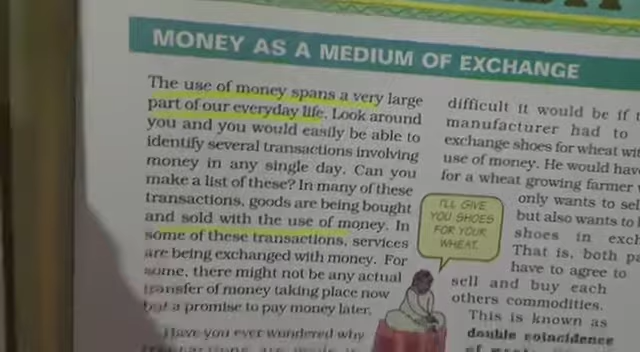 MONEY AS A MEDIUM OF EXCHANGE
The use of money spans a very large
part of our everyday life. Look around
you and you would easily be able to
identify several transactions involving
money in any single day. Can you
make a list of these? In many of these
transactions, goods are being bought
and sold with the use of money. In
some of these transactions, services
are being exchanged with money. For
some, there might not be any actual
transfer of money taking place now
but a promise to pay money later.
Have you ever wondered why
difficult it would be if
manufacturer had to
exchange shoes for wheat
use of money. He would
for a wheat growing farmer
only wants to
but also wants to
shoes in
That is, both
have to agree to
sell and buy each
others commodities.
This is known as
double coincidence
I'LL GIVE
YOU SHOES
FOR YOUR
WHEAT.